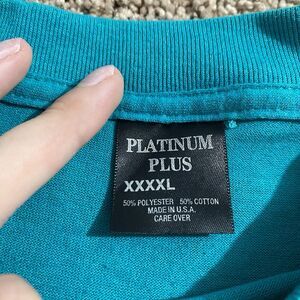 PLATINUM
PLUS
XXXXL
50% POLYESTER 50% COTTON
MADE IN U.S.A.
CARE OVER